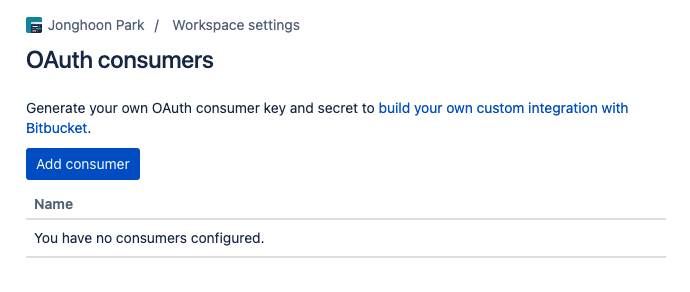 Jonghoon Park / Workspace settings
OAuth consumers
Generate your own OAuth consumer key and secret to build your own custom integration with
Bitbucket.
Add consumer
Name
You have no consumers configured.